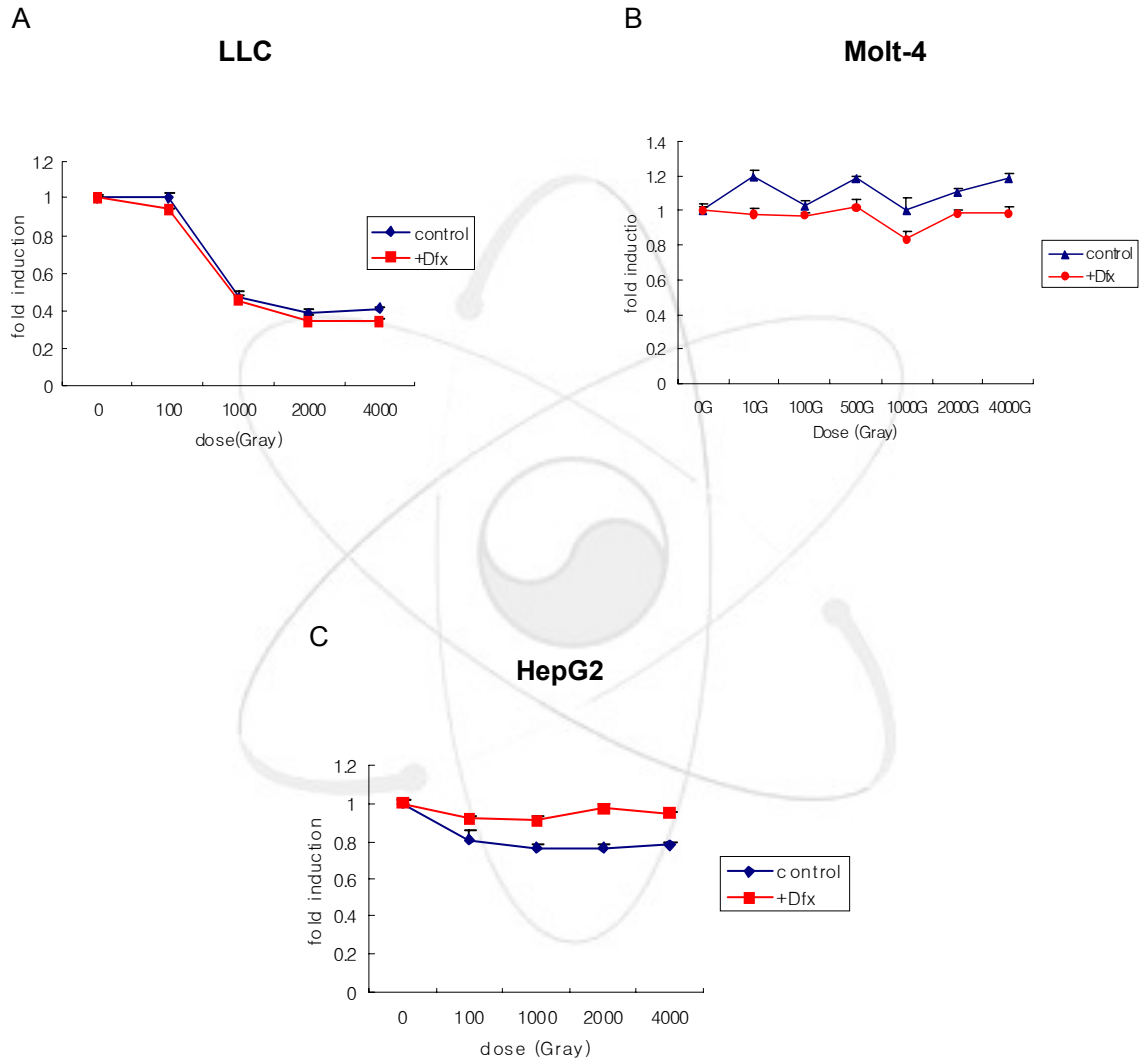 A
LLC
fold induction
1.2
1
0.8
0.6
0.4
0.2
0
0 100 1000 2000 4000
dose(Gray)
control
+Dfx
B
Molt-4
fold inductio
1.4
1.2
1.0
0.8
0.6
0.4
0.2
0
0G 10G 100G 500G 1000G 2000G 4000G
Dose (Gray)
control
+Dfx
C
HepG2
fold induction
1.2
1
0.8
0.6
0.4
0.2
0
0 100 1000 2000 4000
dose (Gray)
control
+Dfx